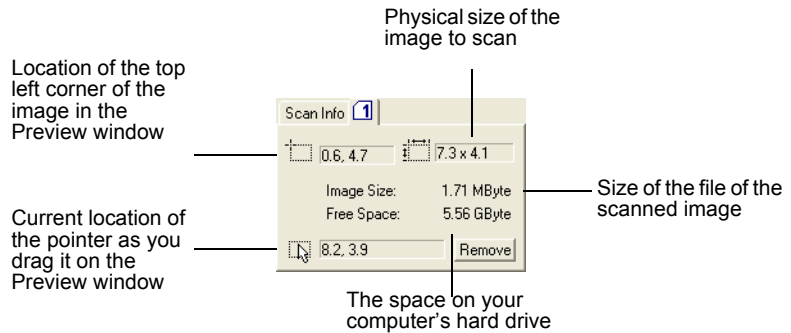 Physical size of the
image to scan
Location of the top
left corner of the
image in the
Preview window
Scan Info 1
0.6, 4.7
7.3 x 4.1
Image Size: 1.71 MByte
Free Space: 5.56 GByte
Size of the file of the
scanned image
Current location of
the pointer as you
drag it on the
Preview window
8.2, 3.9
Remove
The space on your
computer's hard drive